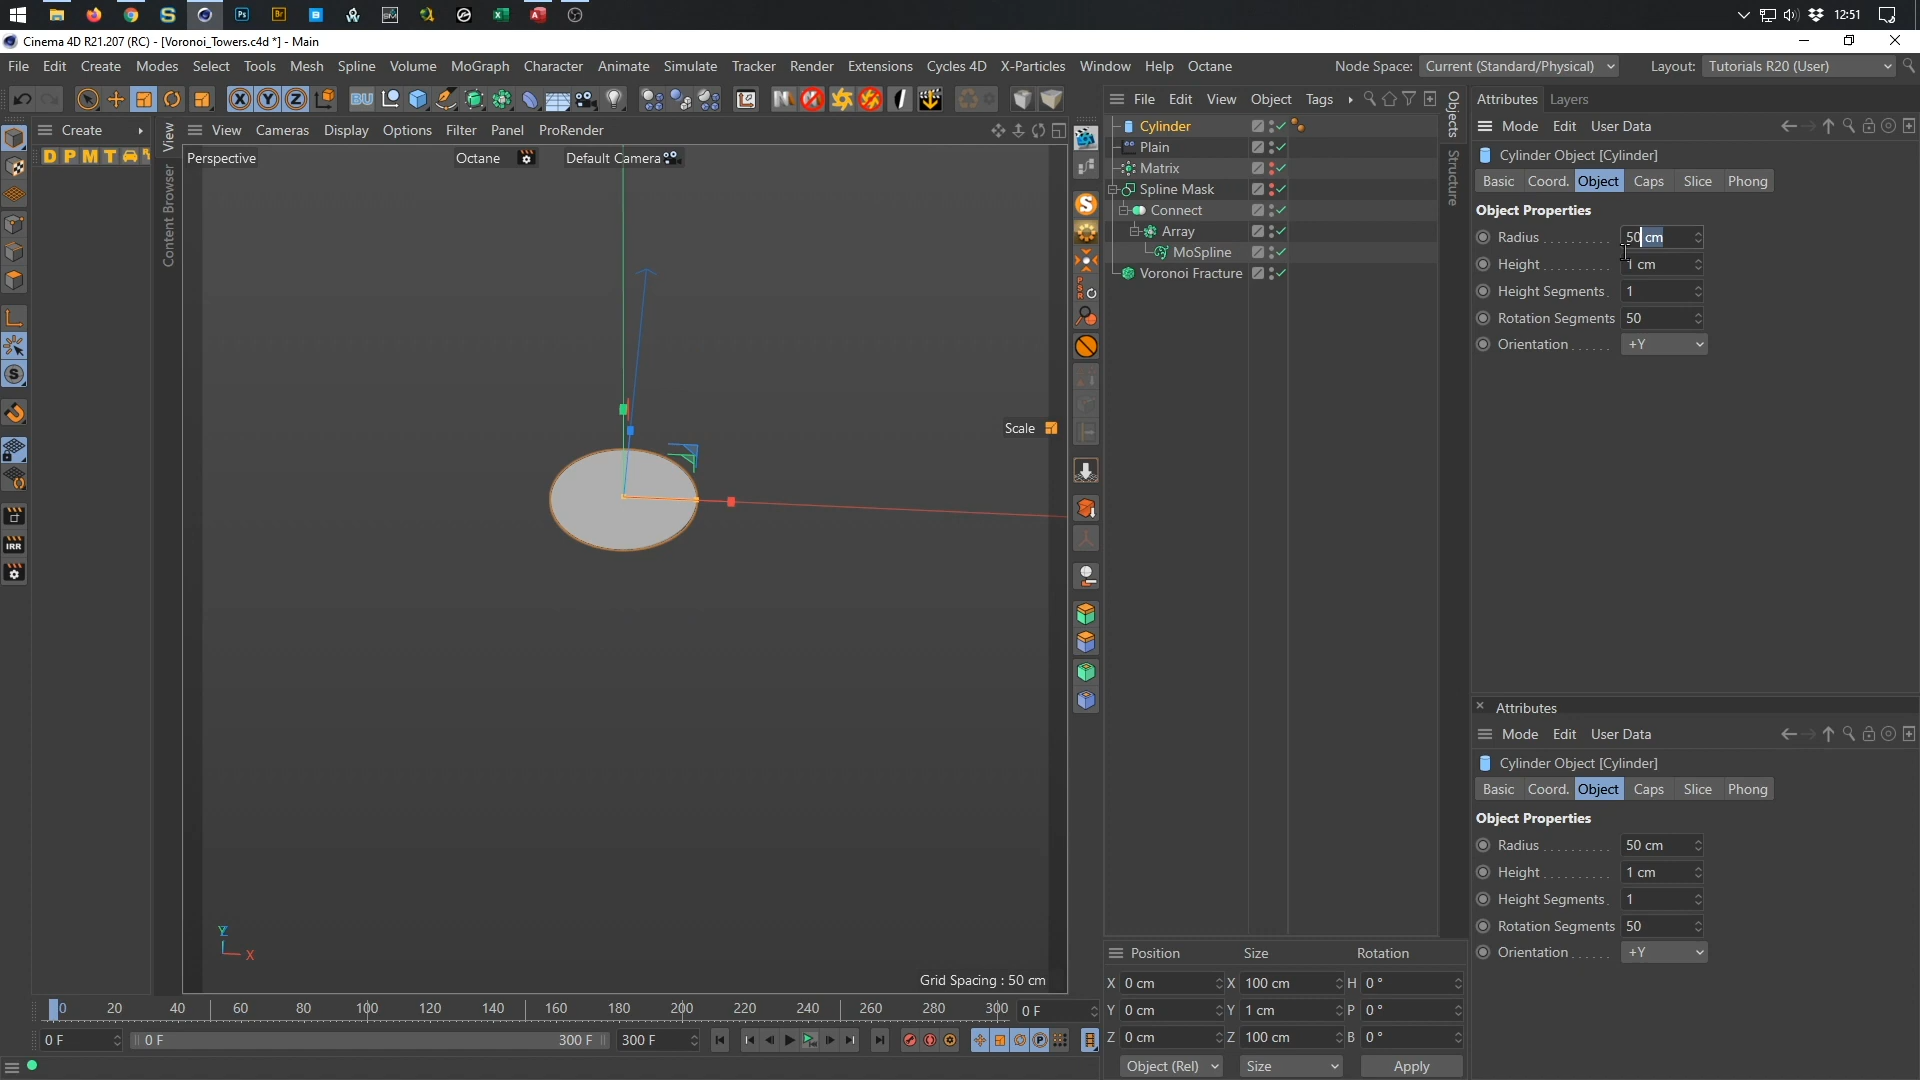 12:51
Cinema 4D R21.207 (RC) - [Voronoi_Towers.c4d *] - Main
File Edit Create Modes Select Tools Mesh Spline Volume MoGraph Character Animate Simulate Tracker Render Extensions Cycles 4D X-Particles Window Help Octane Node Space: Current (Standard/Physical) Layout: Tutorials R20 (User)
File Edit View Object Tags Attributes Layers
Create View Cameras Display Options Filter Panel ProRender
Mode Edit User Data
D P M T
View
Content Browser
Objects
Structure
Perspective Octane Default Camera
Cylinder
Plain
Matrix
Spline Mask
Connect
Array
MoSpline
Voronoi Fracture
Cylinder Object [Cylinder]
Basic Coord. Object Caps Slice Phong
Object Properties
Radius 50 cm
Height 1 cm
Height Segments 1
Rotation Segments 50
Orientation +Y
Scale
IRR
PSR
Attributes
Mode Edit User Data
Cylinder Object [Cylinder]
Basic Coord. Object Caps Slice Phong
Object Properties
Radius 50 cm
Height 1 cm
Height Segments 1
Rotation Segments 50
Orientation +Y
Y
X
Grid Spacing : 50 cm
Position Size Rotation
X 0 cm X 100 cm H 0 °
Y 0 cm Y 1 cm P 0 °
Z 0 cm Z 100 cm B 0 °
Object (Rel) Size Apply
0 20 40 60 80 100 120 140 160 180 200 220 240 260 280 300 0 F
0 F 0 F 300 F 300 F